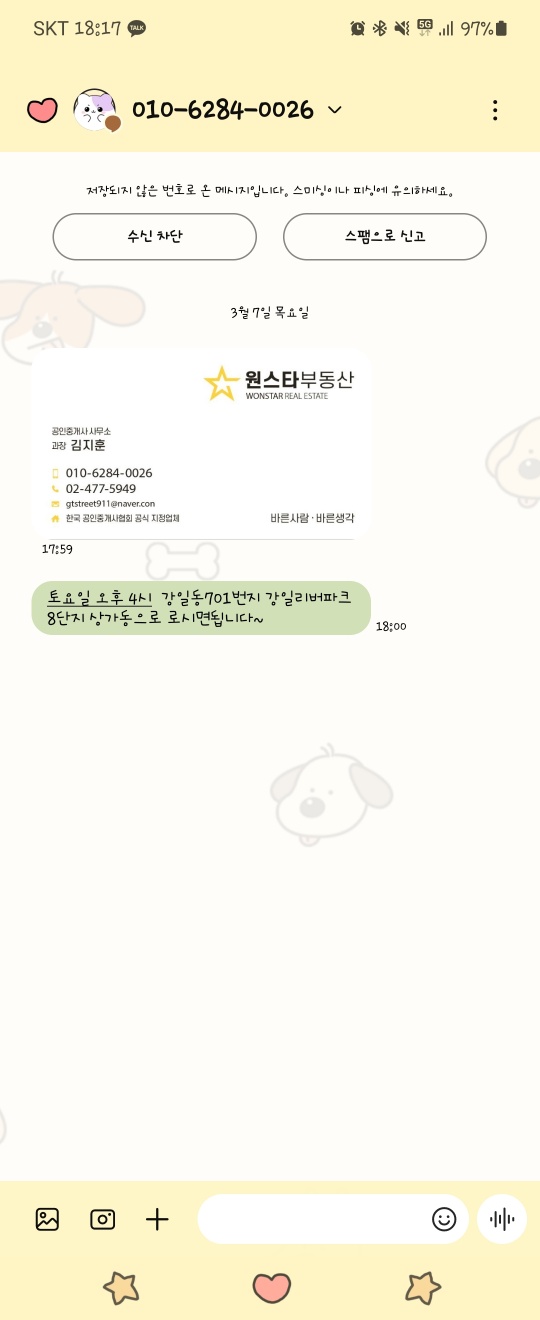 SKT 18:17 TALK 5G 97%
010-6284-0026
저장되지 않은 번호로 온 메시지입니다. 스미싱이나 피싱에 유의하세요.
수신 차단 스팸으로 신고
3월 7일 목요일
원스타부동산
WONSTAR REAL ESTATE
공인중개사 사무소
과장 김지훈
010-6284-0026
02-477-5949
gtstreet911@naver.con
한국 공인중개사협회 공식 지정업체 바른사람 · 바른생각
17:59
토요일 오후 4시 강일동701번지 강일리버파크
8단지 상가동으로 로시면됩니다~
18:00